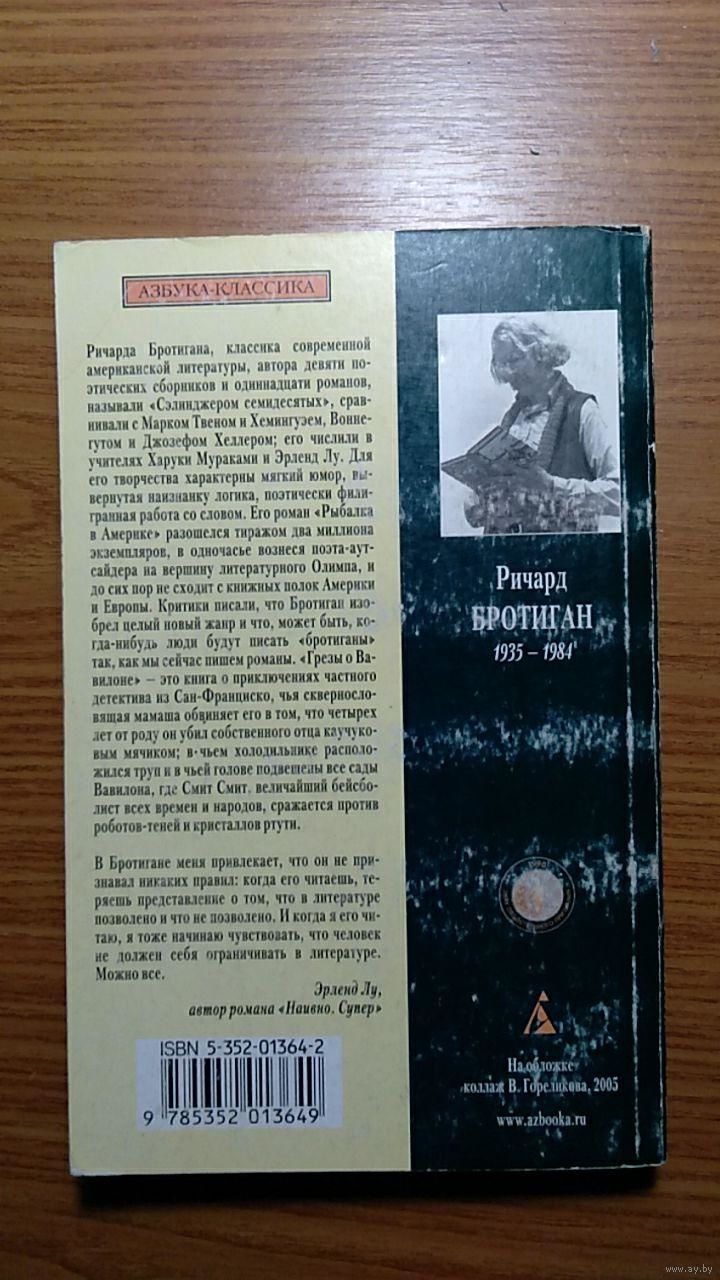 АЗБУКА-КЛАССИКА
Ричарда Бротигана, классика современной
американской литературы, автора девяти по-
этических сборников и одиннадцати романов,
называли «Сэлинджером семидесятых», срав-
нивали с Марком Твеном и Хемингуэем, Вонне-
гутом и Джозефом Хеллером; его числили в
учителях Харуки Мураками и Эрленд Лу. Для
его творчества характерны мягкий юмор, вы-
вернутая наизнанку логика, поэтически фили-
гранная работа со словом. Его роман «Рыбалка
в Америке» разошелся тиражом два миллиона
экземпляров, в одночасье вознеся поэта-аут-
сайдера на вершину литературного Олимпа, и
до сих пор не сходит с книжных полок Америки
и Европы. Критики писали, что Бротиган изо-
брел целый новый жанр и что, может быть, ко-
гда-нибудь люди будут писать «бротиганы»
так, как мы сейчас пишем романы. «Грезы о Ва-
вилоне» – это книга о приключениях частного
детектива из Сан-Франциско, чья сквернослo-
вящая мамаша обвиняет его в том, что четырех
лет от роду он убил собственного отца каучуко-
вым мячиком; в чьем холодильнике располо-
жился труп и в чьей голове подвешены все сады
Вавилона, где Смит Смит, величайший бейсбо-
лист всех времен и народов, сражается против
роботов-теней и кристаллов ртути.
В Бротигане меня привлекает, что он не при-
знавал никаких правил: когда его читаешь, те-
ряешь представление о том, что в литературе
позволено и что не позволено. И когда я его чи-
таю, я тоже начинаю чувствовать, что человек
не должен себя ограничивать в литературе.
Можно все.
Эрленд Лу,
автор романа «Наивно. Супер»
ISBN 5-352-01364-2
9 785352 013649
Ричард
БРОТИГАН
1935 – 1984
На обложке
коллаж В. Гореликова, 2005
www.azbooka.ru
www.ay.by